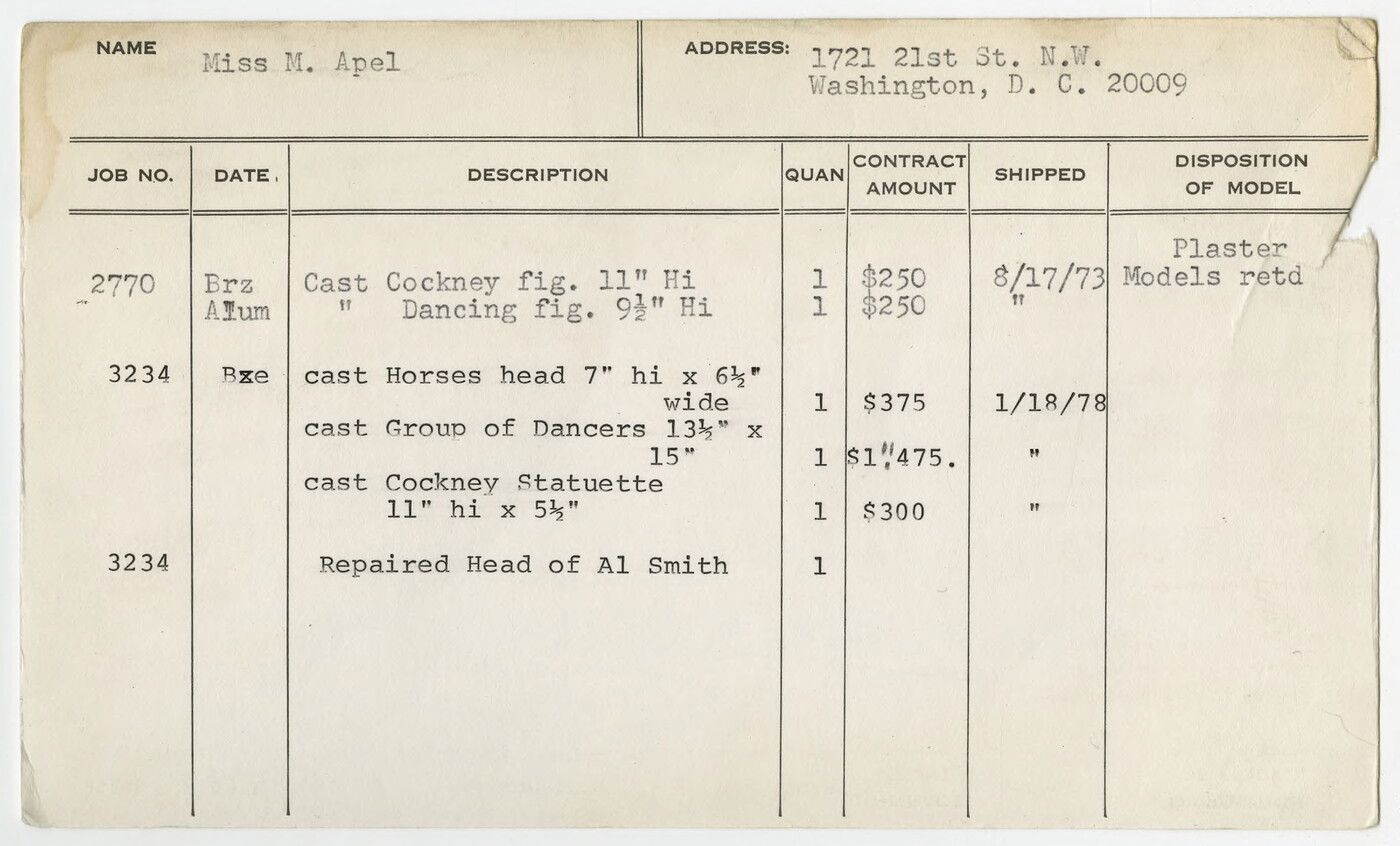 NAME Miss M. Apel ADDRESS: 1721 21st St. N.W.
Washington, D. C. 20009
JOB NO. DATE DESCRIPTION QUAN CONTRACT AMOUNT SHIPPED DISPOSITION OF MODEL
Plaster
2770 Brz Cast Cockney fig. 11" Hi 1 $250 8/17/73 Models retd
Alum " Dancing fig. 9½" Hi 1 $250 "
3234 Bxe cast Horses head 7" hi x 6½"
wide 1 $375 1/18/78
cast Group of Dancers 13½" x
15" 1 $1,475. "
cast Cockney Statuette
11" hi x 5½" 1 $300 "
3234 Repaired Head of Al Smith 1